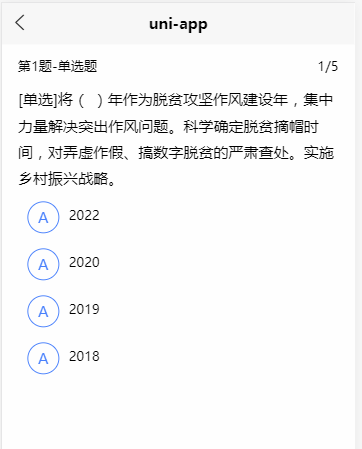 uni-app
第1题-单选题 1/5
[单选]将（ ）年作为脱贫攻坚作风建设年，集中
力量解决突出作风问题。科学确定脱贫摘帽时
间，对弄虚作假、搞数字脱贫的严肃查处。实施
乡村振兴战略。
A 2022
A 2020
A 2019
A 2018